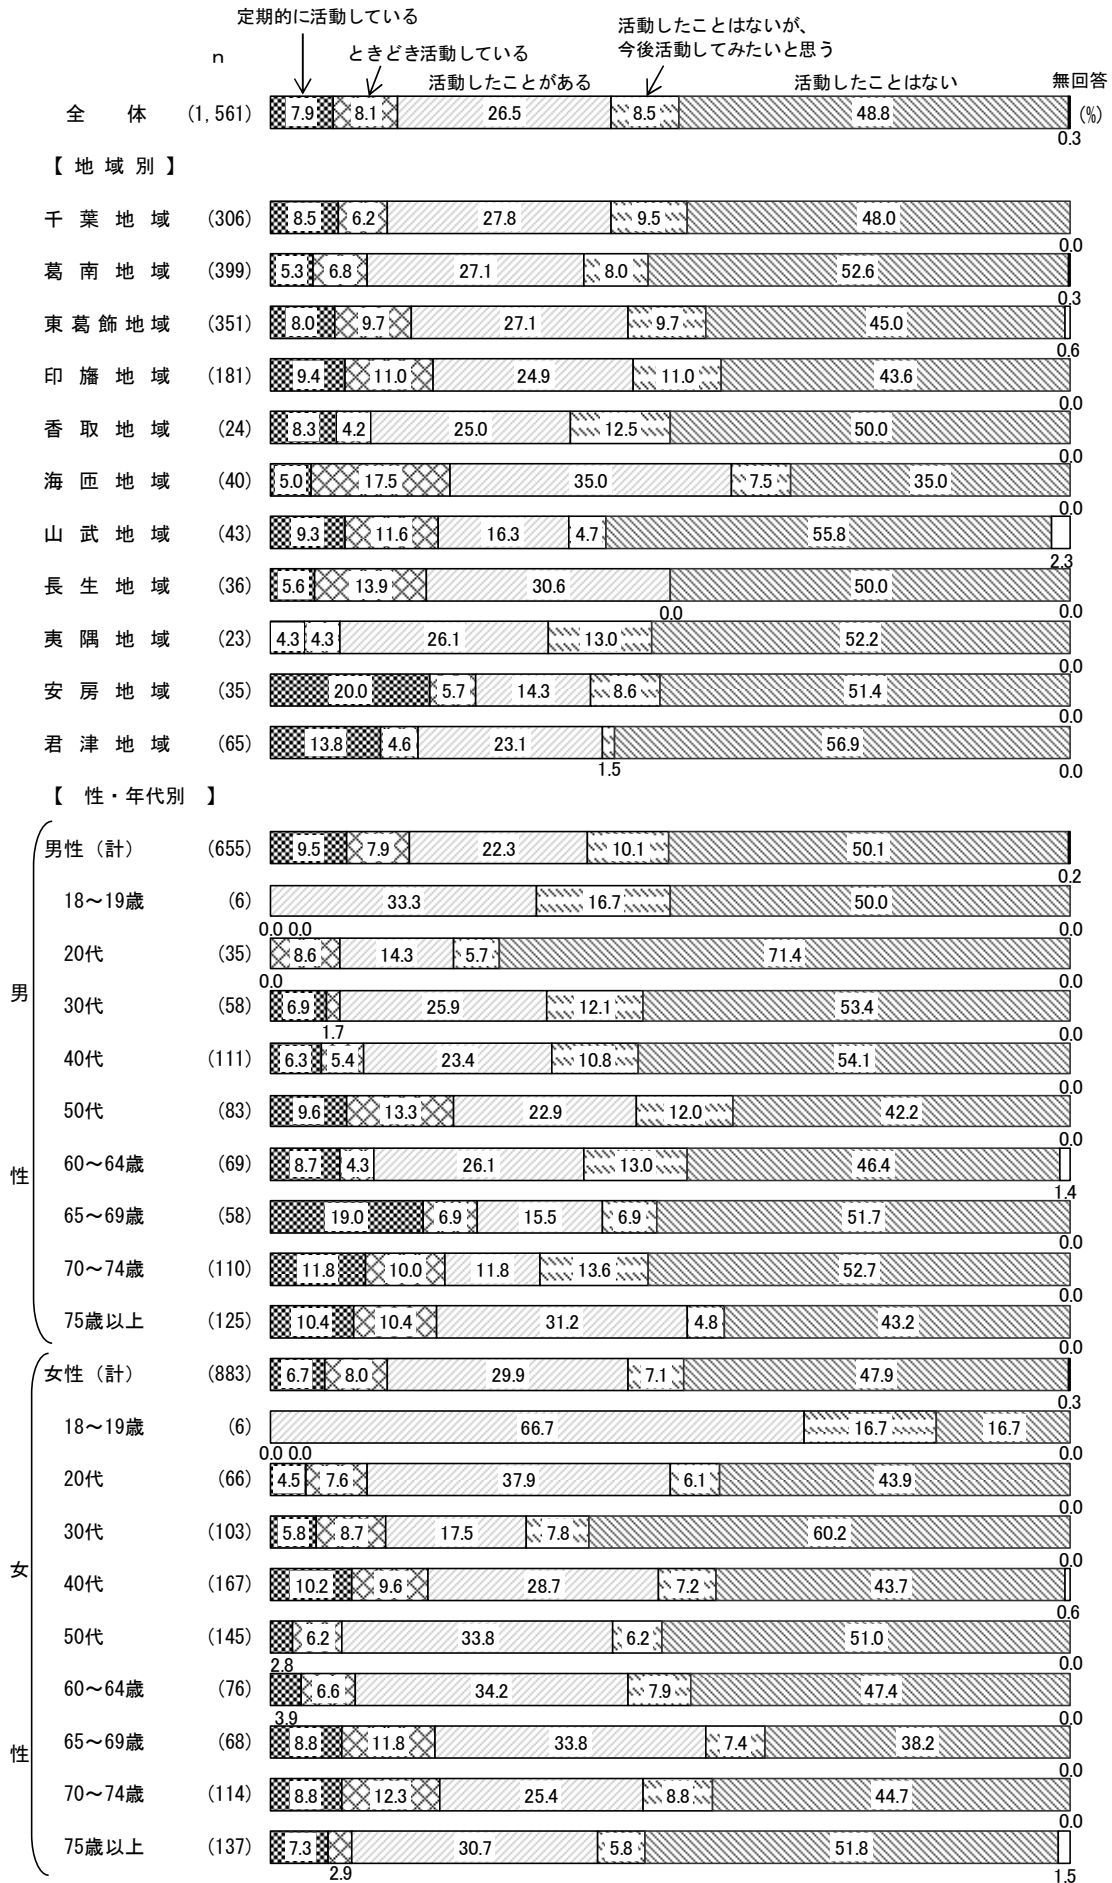 定期的に活動している
活動したことはないが、
今後活動してみたいと思う
n
ときどき活動している
活動したことがある
活動したことはない
無回答
全体 (1,561) 7.9 8.1 26.5 8.5 48.8 (%)
0.3
【地域別】
千葉地域 (306) 8.5 6.2 27.8 9.5 48.0
0.0
葛南地域 (399) 5.3 6.8 27.1 8.0 52.6
0.3
東葛飾地域 (351) 8.0 9.7 27.1 9.7 45.0
0.6
印旛地域 (181) 9.4 11.0 24.9 11.0 43.6
0.0
香取地域 (24) 8.3 4.2 25.0 12.5 50.0
0.0
海匝地域 (40) 5.0 17.5 35.0 7.5 35.0
0.0
山武地域 (43) 9.3 11.6 16.3 4.7 55.8
2.3
長生地域 (36) 5.6 13.9 30.6 50.0
0.0 0.0
夷隅地域 (23) 4.3 4.3 26.1 13.0 52.2
0.0
安房地域 (35) 20.0 5.7 14.3 8.6 51.4
0.0
君津地域 (65) 13.8 4.6 23.1 56.9
1.5 0.0
【 性・年代別 】
男性
男性(計) (655) 9.5 7.9 22.3 10.1 50.1
0.2
18～19歳 (6) 33.3 16.7 50.0
0.0 0.0 0.0
20代 (35) 8.6 14.3 5.7 71.4
0.0 0.0
30代 (58) 6.9 25.9 12.1 53.4
1.7 0.0
40代 (111) 6.3 5.4 23.4 10.8 54.1
0.0
50代 (83) 9.6 13.3 22.9 12.0 42.2
0.0
60～64歳 (69) 8.7 4.3 26.1 13.0 46.4
1.4
65～69歳 (58) 19.0 6.9 15.5 6.9 51.7
0.0
70～74歳 (110) 11.8 10.0 11.8 13.6 52.7
0.0
75歳以上 (125) 10.4 10.4 31.2 4.8 43.2
0.0
女性
女性(計) (883) 6.7 8.0 29.9 7.1 47.9
0.3
18～19歳 (6) 66.7 16.7 16.7
0.0 0.0 0.0
20代 (66) 4.5 7.6 37.9 6.1 43.9
0.0
30代 (103) 5.8 8.7 17.5 7.8 60.2
0.0
40代 (167) 10.2 9.6 28.7 7.2 43.7
0.6
50代 (145) 6.2 33.8 6.2 51.0
2.8 0.0
60～64歳 (76) 6.6 34.2 7.9 47.4
3.9 0.0
65～69歳 (68) 8.8 11.8 33.8 7.4 38.2
0.0
70～74歳 (114) 8.8 12.3 25.4 8.8 44.7
0.0
75歳以上 (137) 7.3 30.7 5.8 51.8
2.9 1.5